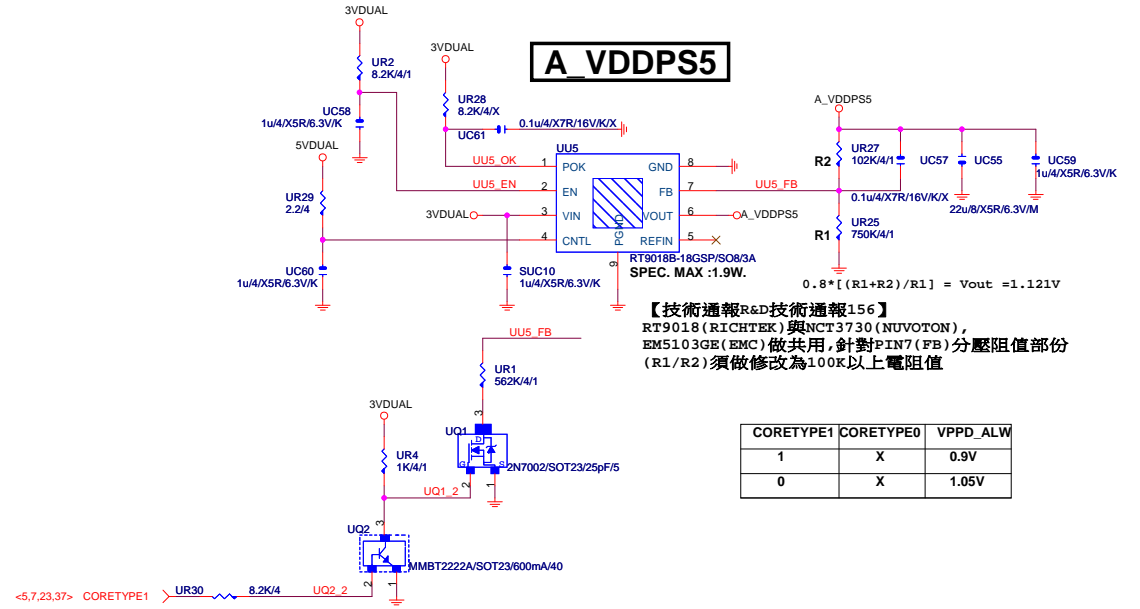 3VDUAL
UR2
8.2K/4/1
3VDUAL
A_VDDPS5
UR28
8.2K/4/X
UC58
1u/4/X5R/6.3V/K
UC61
0.1u/4/X7R/16V/K/X
5VDUAL
UR29
2.2/4
UC60
1u/4/X5R/6.3V/K
3VDUAL
SUC10
1u/4/X5R/6.3V/K
UU5
UU5_OK 1 POK
UU5_EN 2 EN
3 VIN
4 CNTL
GND 8
FB 7 UU5_FB
VOUT 6 A_VDDPS5
REFIN 5
PGND
9
RT9018B-18GSP/SO8/3A
SPEC. MAX :1.9W.
A_VDDPS5
R2
UR27
102K/4/1
UC57
0.1u/4/X7R/16V/K/X
UC55
22u/8/X5R/6.3V/M
UC59
1u/4/X5R/6.3V/K
R1
UR25
750K/4/1
0.8*[(R1+R2)/R1] = Vout =1.121V
【技術通報R&D技術通報156】
RT9018(RICHTEK)與NCT3730(NUVOTON),
EM5103GE(EMC)做共用,針對PIN7(FB)分壓阻值部份
(R1/R2)須做修改為100K以上電阻值
UU5_FB
UR1
562K/4/1
3VDUAL
UR4
1K/4/1
UQ1
3
D
G
S
2
1
2N7002/SOT23/25pF/5
UQ1_2
UQ2
3
MMBT2222A/SOT23/600mA/40
2
1
<5,7,23,37> CORETYPE1
UR30
8.2K/4
UQ2_2
CORETYPE1 CORETYPE0 VPPD_ALW
1 X 0.9V
0 X 1.05V